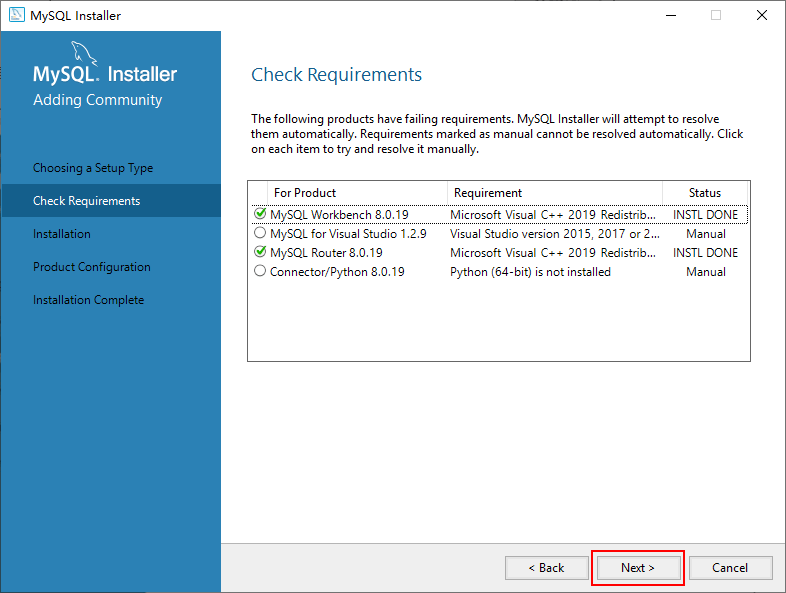 MySQL Installer
MySQL. Installer
Adding Community
Choosing a Setup Type
Check Requirements
Installation
Product Configuration
Installation Complete
Check Requirements
The following products have failing requirements. MySQL Installer will attempt to resolve
them automatically. Requirements marked as manual cannot be resolved automatically. Click
on each item to try and resolve it manually.
For Product Requirement Status
MySQL Workbench 8.0.19 Microsoft Visual C++ 2019 Redistrib... INSTL DONE
MySQL for Visual Studio 1.2.9 Visual Studio version 2015, 2017 or 2... Manual
MySQL Router 8.0.19 Microsoft Visual C++ 2019 Redistrib... INSTL DONE
Connector/Python 8.0.19 Python (64-bit) is not installed Manual
< Back Next > Cancel